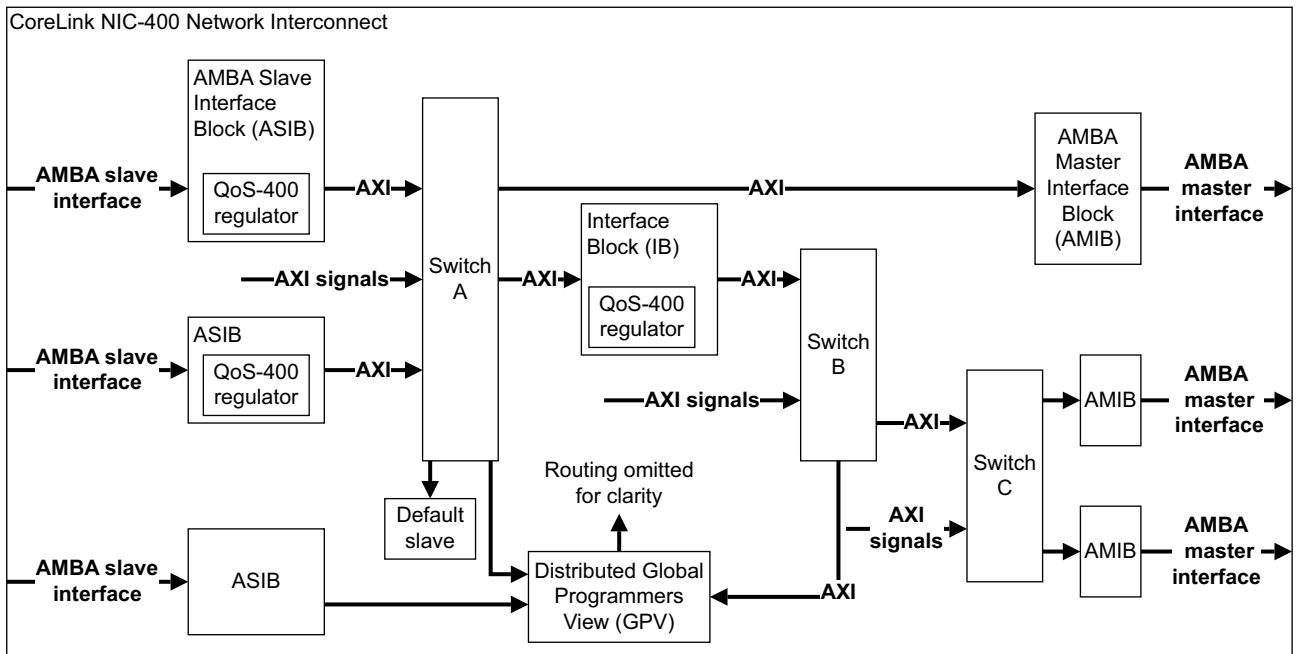 CoreLink NIC-400 Network Interconnect
AMBA Slave
Interface
Block (ASIB)
QoS-400
regulator
AMBA slave
interface
AXI
AXI
AMBA
Master
Interface
Block
(AMIB)
AMBA
master
interface
AXI signals
Switch
A
AXI
Interface
Block (IB)
QoS-400
regulator
AXI
AMBA slave
interface
ASIB
QoS-400
regulator
AXI
Switch
B
AXI signals
AXI
Switch
C
AMIB
AMBA
master
interface
AXI
signals
AMIB
AMBA
master
interface
Default
slave
Routing omitted
for clarity
AMBA slave
interface
ASIB
Distributed Global
Programmers
View (GPV)
AXI